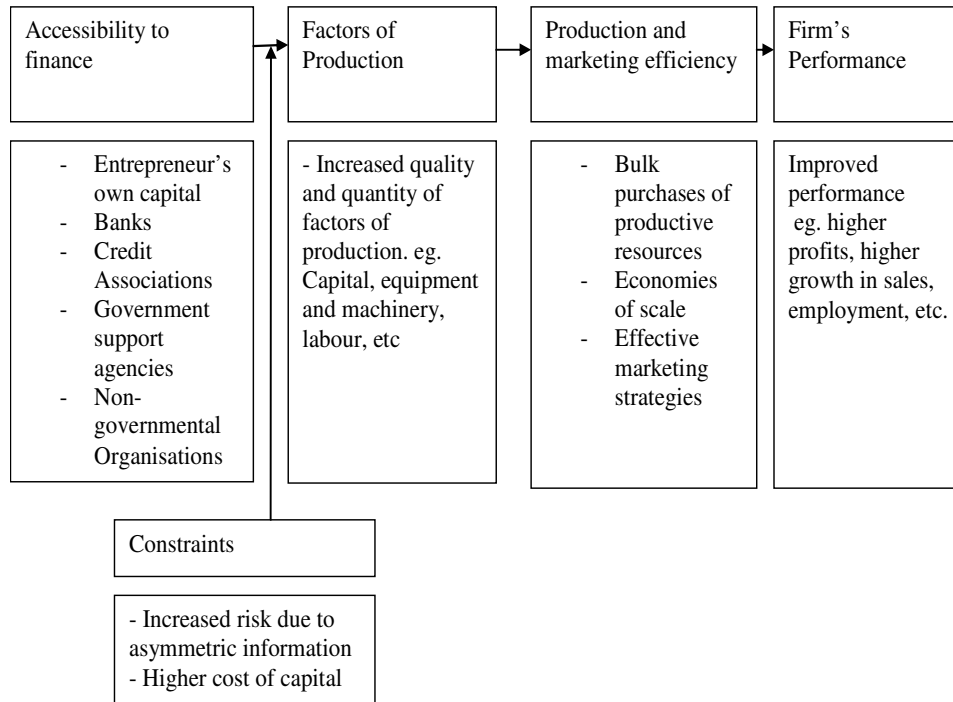 Accessibility to
finance
Factors of
Production
Production and
marketing efficiency
Firm's
Performance
- Entrepreneur's
own capital
- Banks
- Credit
Associations
- Government
support
agencies
- Non-
governmental
Organisations
- Increased quality
and quantity of
factors of
production. eg.
Capital, equipment
and machinery,
labour, etc
- Bulk
purchases of
productive
resources
- Economies
of scale
- Effective
marketing
strategies
Improved
performance
eg. higher
profits, higher
growth in sales,
employment, etc.
Constraints
- Increased risk due to
asymmetric information
- Higher cost of capital